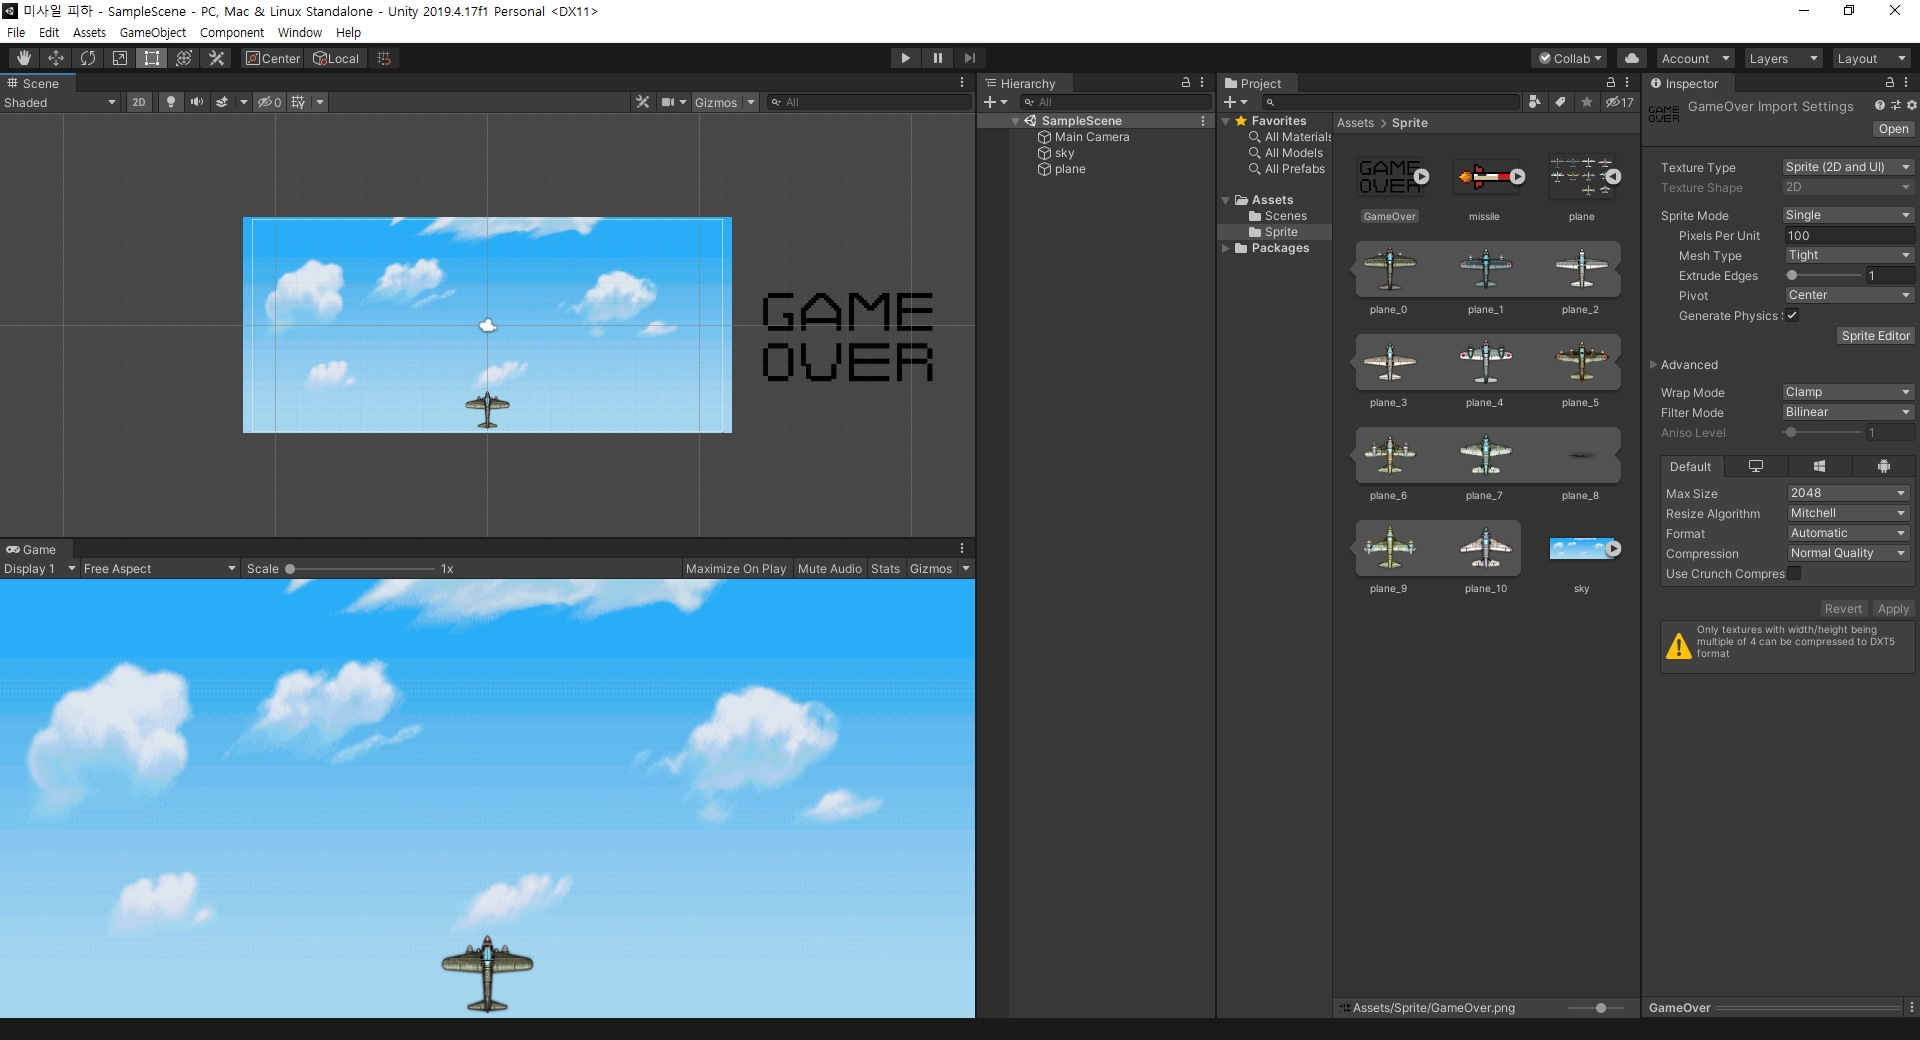 미사일 피하 - SampleScene - PC, Mac & Linux Standalone - Unity 2019.4.17f1 Personal <DX11>
File Edit Assets GameObject Component Window Help
Center Local
Collab Account Layers Layout
Scene
Shaded 2D 0 Gizmos All
GAME
OVER
Game
Display 1 Free Aspect Scale 1x Maximize On Play Mute Audio Stats Gizmos
Hierarchy
All
SampleScene
Main Camera
sky
plane
Project
17
Favorites
All Materials
All Models
All Prefabs
Assets
Scenes
Sprite
Packages
Assets > Sprite
GAME
OVER
GameOver missile plane
plane_0 plane_1 plane_2
plane_3 plane_4 plane_5
plane_6 plane_7 plane_8
plane_9 plane_10 sky
Assets/Sprite/GameOver.png
Inspector
GAME
OVER
GameOver Import Settings
Open
Texture Type Sprite (2D and UI)
Texture Shape 2D
Sprite Mode Single
Pixels Per Unit 100
Mesh Type Tight
Extrude Edges 1
Pivot Center
Generate Physics
Sprite Editor
Advanced
Wrap Mode Clamp
Filter Mode Bilinear
Aniso Level 1
Default
Max Size 2048
Resize Algorithm Mitchell
Format Automatic
Compression Normal Quality
Use Crunch Compres
Revert Apply
Only textures with width/height being
multiple of 4 can be compressed to DXT5
format
GameOver